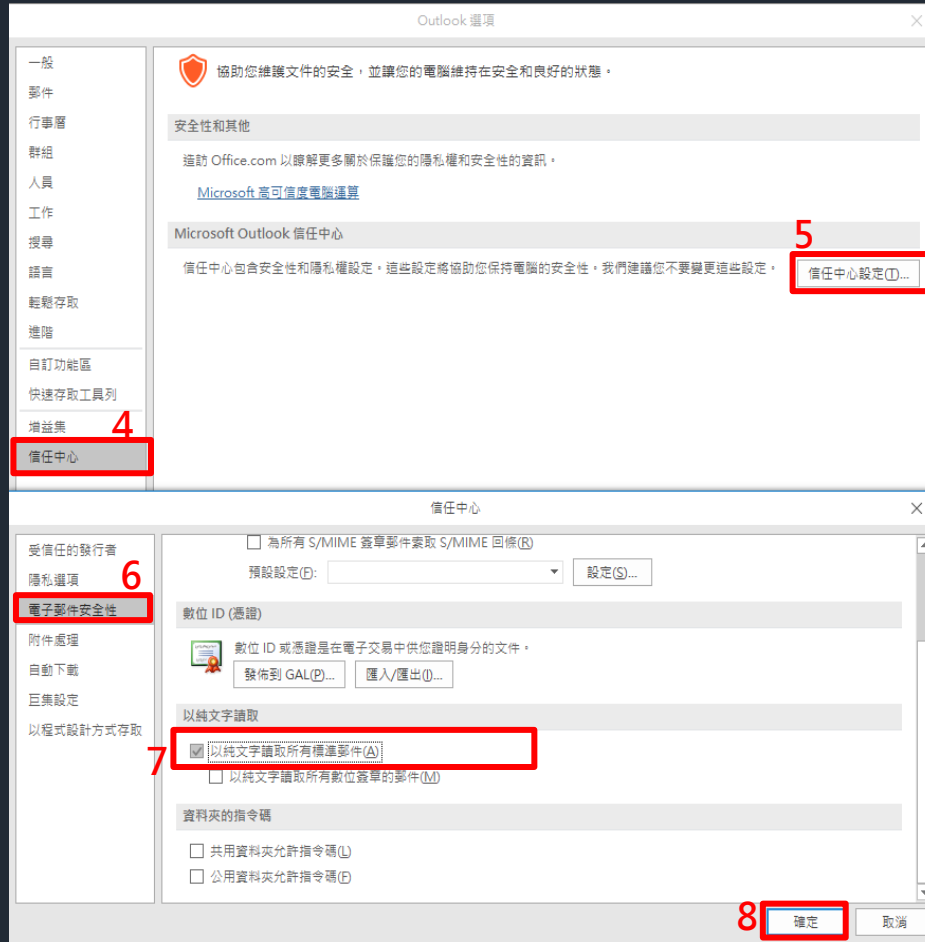 Outlook 選項
一般
郵件
行事曆
群組
人員
工作
搜尋
語言
輕鬆存取
進階
自訂功能區
快速存取工具列
增益集
4
信任中心
協助您維護文件的安全，並讓您的電腦維持在安全和良好的狀態。
安全性和其他
造訪 Office.com 以瞭解更多關於保護您的隱私權和安全性的資訊。
Microsoft 高可信度電腦運算
Microsoft Outlook 信任中心
5
信任中心包含安全性和隱私權設定。這些設定將協助您保持電腦的安全性。我們建議您不要變更這些設定。
信任中心設定(T)...
信任中心
受信任的發行者
隱私選項
6
電子郵件安全性
附件處理
自動下載
巨集設定
以程式設計方式存取
為所有 S/MIME 簽章郵件索取 S/MIME 回條(R)
預設設定(F):
設定(S)...
數位 ID (憑證)
數位 ID 或憑證是在電子交易中供您證明身分的文件。
發佈到 GAL(P)...
匯入/匯出(I)...
以純文字讀取
7
以純文字讀取所有標準郵件(A)
以純文字讀取所有數位簽章的郵件(M)
資料夾的指令碼
共用資料夾允許指令碼(L)
公用資料夾允許指令碼(F)
8
確定
取消